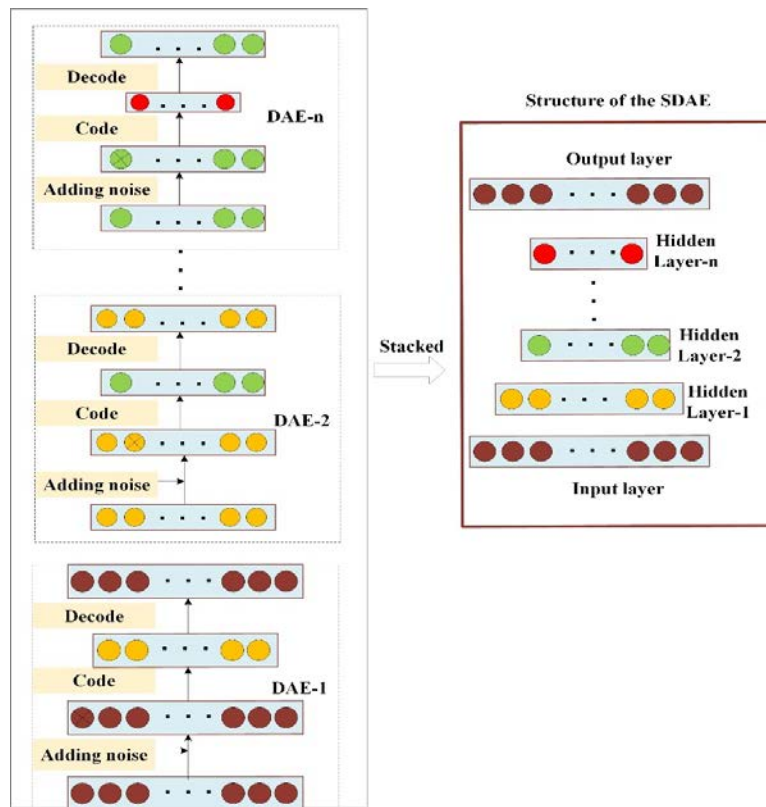 Decode
DAE-n
Code
Adding noise
Decode
Code
DAE-2
Adding noise
Decode
Code
DAE-1
Adding noise
Stacked
Structure of the SDAE
Output layer
Hidden
Layer-n
Hidden
Layer-2
Hidden
Layer-1
Input layer